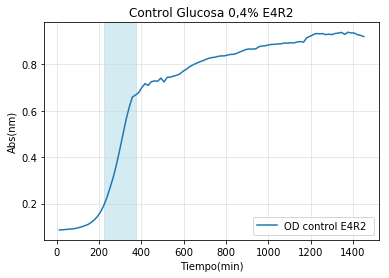 Control Glucosa 0,4% E4R2
Abs(nm)
0.8
0.6
0.4
0.2
OD control E4R2
0 200 400 600 800 1000 1200 1400
Tiempo(min)